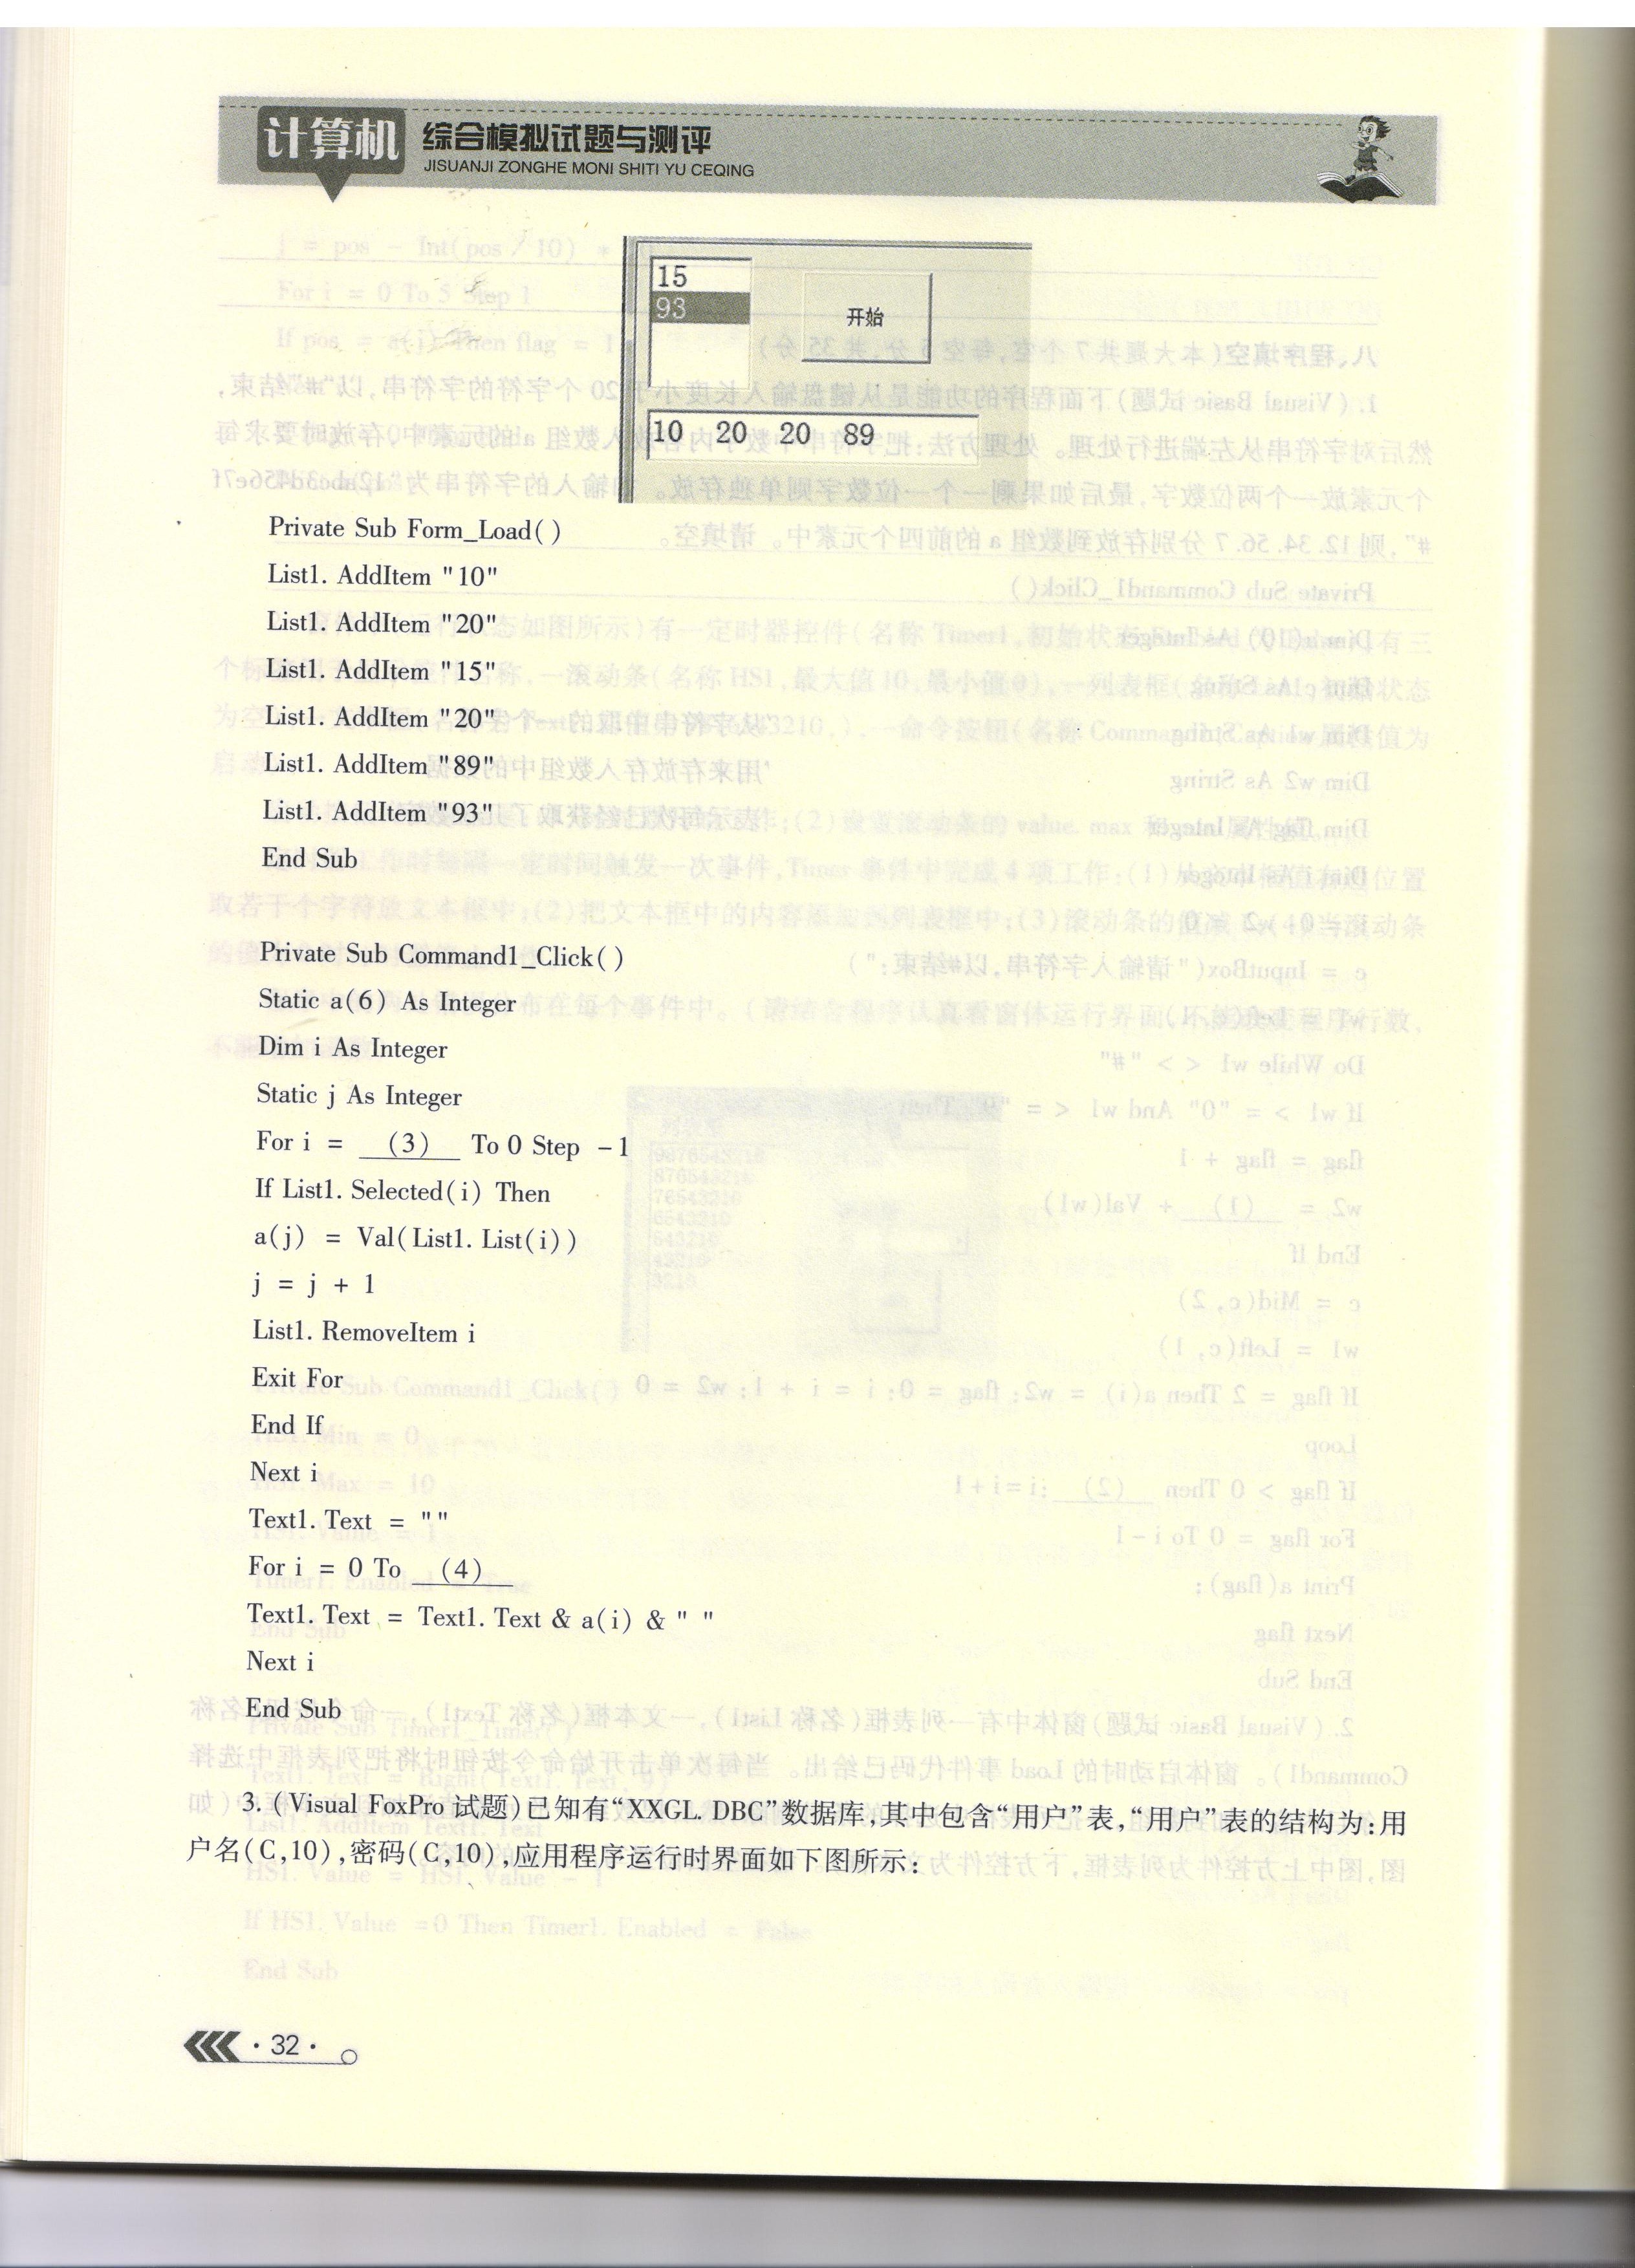 计算机 综合模拟试题与测评
JISUANJI ZONGHE MONI SHITI YU CEQING
15
93
开始
10 20 20 89
Private Sub Form_Load( )
List1. AddItem "10"
List1. AddItem "20"
List1. AddItem "15"
List1. AddItem "20"
List1. AddItem "89"
List1. AddItem "93"
End Sub
Private Sub Command1_Click( )
Static a(6) As Integer
Dim i As Integer
Static j As Integer
For i = (3) To 0 Step -1
If List1. Selected(i) Then
a(j) = Val(List1. List(i))
j = j + 1
List1. RemoveItem i
Exit For
End If
Next i
Text1. Text = ""
For i = 0 To (4)
Text1. Text = Text1. Text & a(i) & " "
Next i
End Sub
3. (Visual FoxPro 试题)已知有“XXGL. DBC”数据库,其中包含“用户”表,“用户”表的结构为:用
户名(C,10),密码(C,10),应用程序运行时界面如下图所示:
· 32 ·